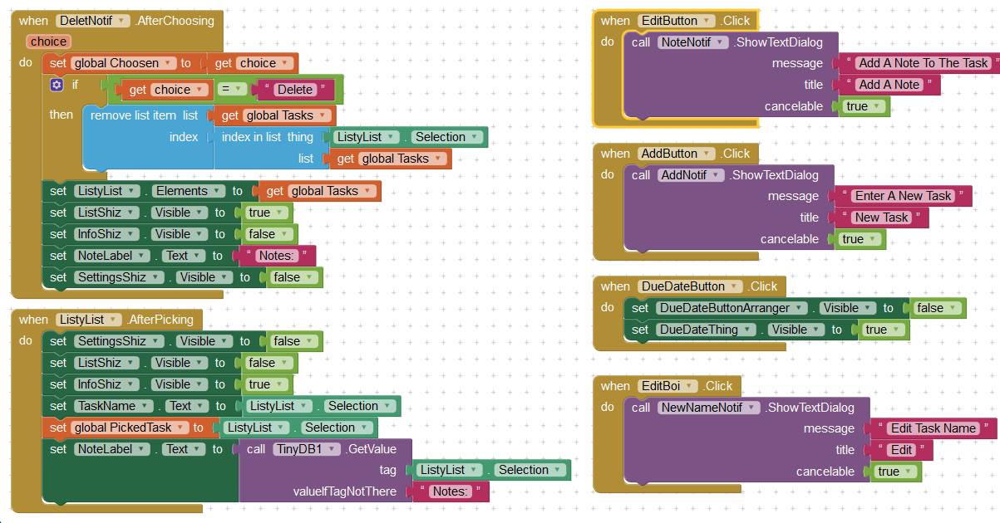 when DeletNotif .AfterChoosing
choice
do set global Choosen to get choice
if get choice = " Delete "
then remove list item list get global Tasks
index index in list thing ListyList . Selection
list get global Tasks
set ListyList . Elements to get global Tasks
set ListShiz . Visible to true
set InfoShiz . Visible to false
set NoteLabel . Text to " Notes: "
set SettingsShiz . Visible to false
when ListyList .AfterPicking
do set SettingsShiz . Visible to false
set ListShiz . Visible to false
set InfoShiz . Visible to true
set TaskName . Text to ListyList . Selection
set global PickedTask to ListyList . Selection
set NoteLabel . Text to call TinyDB1 .GetValue
tag ListyList . Selection
valueIfTagNotThere " Notes: "
when EditButton .Click
do call NoteNotif .ShowTextDialog
message " Add A Note To The Task "
title " Add A Note "
cancelable true
when AddButton .Click
do call AddNotif .ShowTextDialog
message " Enter A New Task "
title " New Task "
cancelable true
when DueDateButton .Click
do set DueDateButtonArranger . Visible to false
set DueDateThing . Visible to true
when EditBoi .Click
do call NewNameNotif .ShowTextDialog
message " Edit Task Name "
title " Edit "
cancelable true